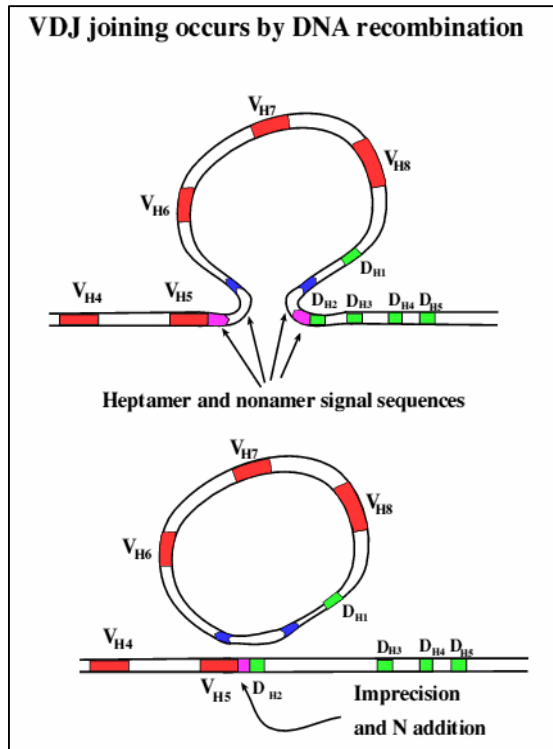 VDJ joining occurs by DNA recombination
VH7
VH8
VH6
DH1
VH4 VH5 DH2 DH3 DH4 DH5
Heptamer and nonamer signal sequences
VH7
VH8
VH6
DH1
VH4 DH3 DH4 DH5
VH5 DH2 Imprecision
and N addition